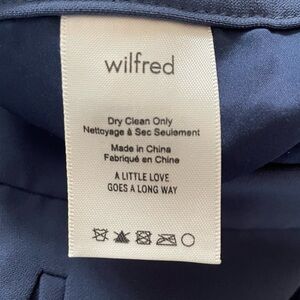 wilfred
Dry Clean Only
Nettoyage à Sec Seulement
Made in China
Fabriqué en Chine
A LITTLE LOVE
GOES A LONG WAY